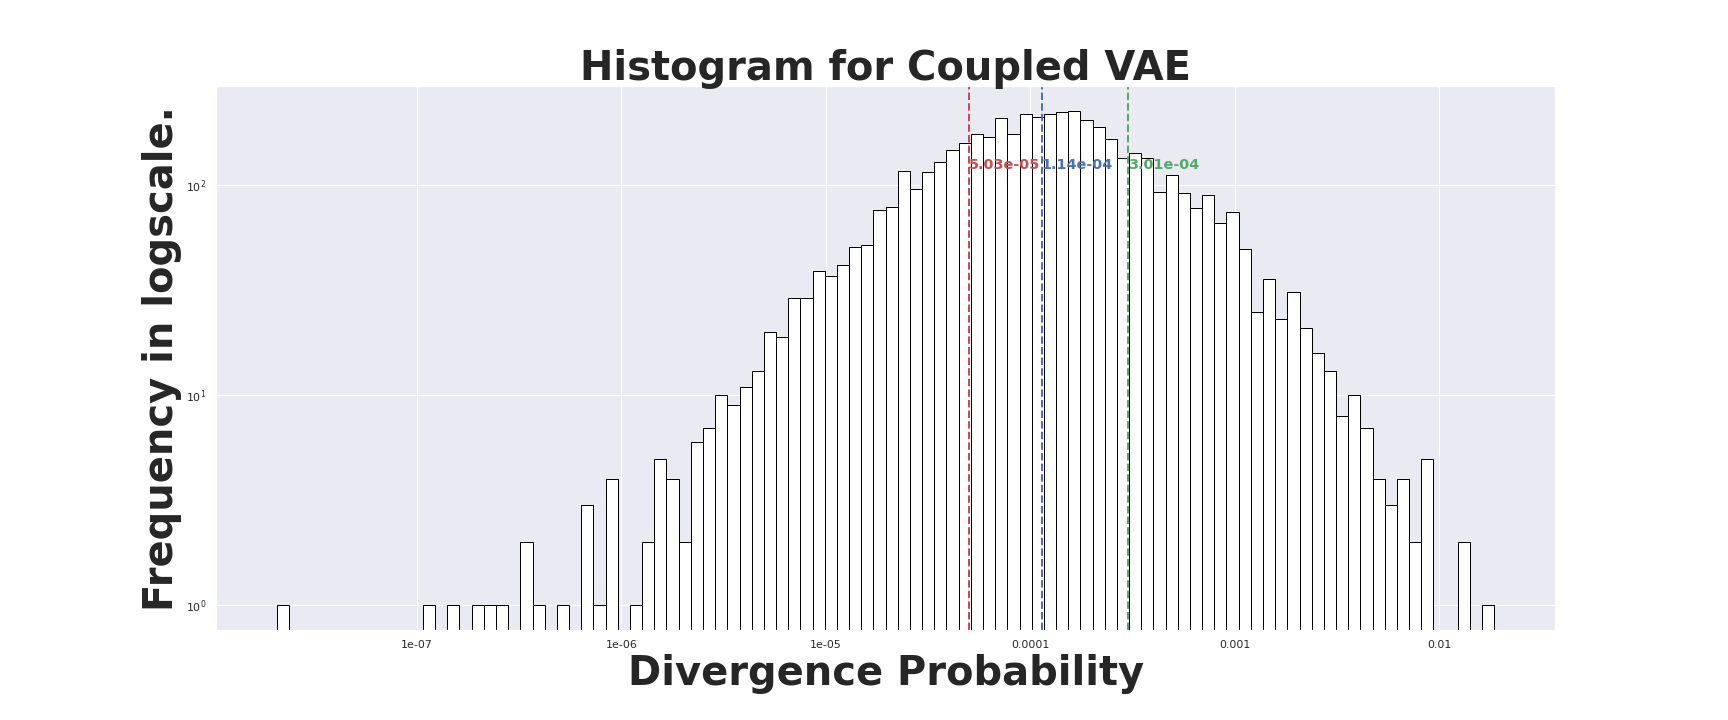 Histogram for Coupled VAE
Frequency in logscale.
10²
10¹
10⁰
5.03e-05
1.14e-04
3.01e-04
1e-07
1e-06
1e-05
0.0001
0.001
0.01
Divergence Probability